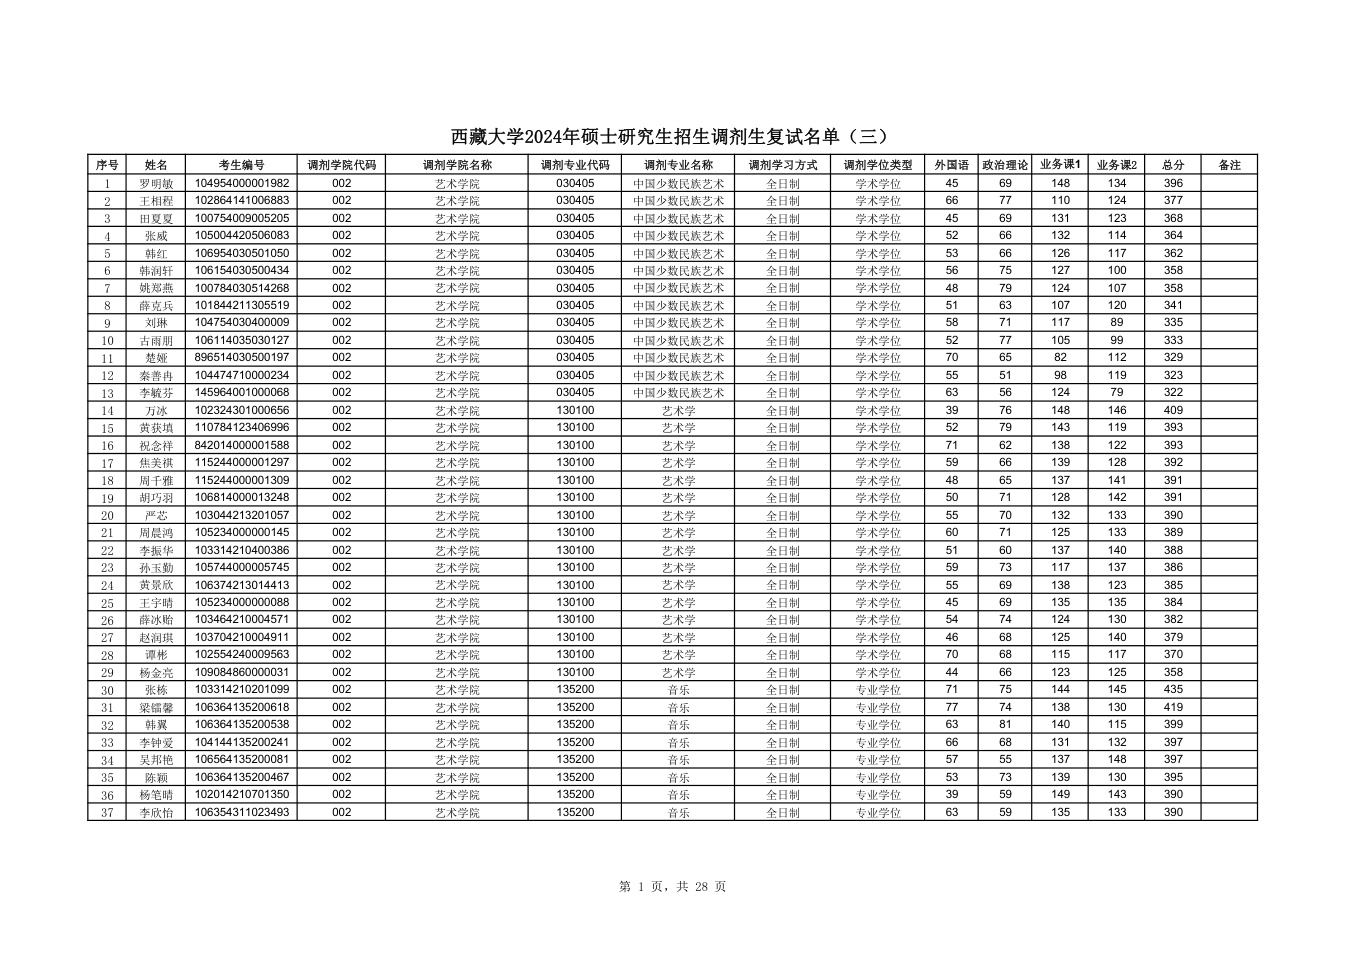 西藏大学2024年硕士研究生招生调剂生复试名单（三）
序号 姓名 考生编号 调剂学院代码 调剂学院名称 调剂专业代码 调剂专业名称 调剂学习方式 调剂学位类型 外国语 政治理论 业务课1 业务课2 总分 备注
1 罗明敏 104954000001982 002 艺术学院 030405 中国少数民族艺术 全日制 学术学位 45 69 148 134 396
2 王相程 102864141006883 002 艺术学院 030405 中国少数民族艺术 全日制 学术学位 66 77 110 124 377
3 田夏夏 100754009005205 002 艺术学院 030405 中国少数民族艺术 全日制 学术学位 45 69 131 123 368
4 张威 105004420506083 002 艺术学院 030405 中国少数民族艺术 全日制 学术学位 52 66 132 114 364
5 韩红 106954030501050 002 艺术学院 030405 中国少数民族艺术 全日制 学术学位 53 66 126 117 362
6 韩润轩 106154030500434 002 艺术学院 030405 中国少数民族艺术 全日制 学术学位 56 75 127 100 358
7 姚郑燕 100784030514268 002 艺术学院 030405 中国少数民族艺术 全日制 学术学位 48 79 124 107 358
8 薛克兵 101844211305519 002 艺术学院 030405 中国少数民族艺术 全日制 学术学位 51 63 107 120 341
9 刘琳 104754030400009 002 艺术学院 030405 中国少数民族艺术 全日制 学术学位 58 71 117 89 335
10 古雨朋 106114035030127 002 艺术学院 030405 中国少数民族艺术 全日制 学术学位 52 77 105 99 333
11 楚娅 896514030500197 002 艺术学院 030405 中国少数民族艺术 全日制 学术学位 70 65 82 112 329
12 秦善冉 104474710000234 002 艺术学院 030405 中国少数民族艺术 全日制 学术学位 55 51 98 119 323
13 李毓芬 145964001000068 002 艺术学院 030405 中国少数民族艺术 全日制 学术学位 63 56 124 79 322
14 万冰 102324301000656 002 艺术学院 130100 艺术学 全日制 学术学位 39 76 148 146 409
15 黄获填 110784123406996 002 艺术学院 130100 艺术学 全日制 学术学位 52 79 143 119 393
16 祝念祥 842014000001588 002 艺术学院 130100 艺术学 全日制 学术学位 71 62 138 122 393
17 焦美祺 115244000001297 002 艺术学院 130100 艺术学 全日制 学术学位 59 66 139 128 392
18 周千雅 115244000001309 002 艺术学院 130100 艺术学 全日制 学术学位 48 65 137 141 391
19 胡巧羽 106814000013248 002 艺术学院 130100 艺术学 全日制 学术学位 50 71 128 142 391
20 严芯 103044213201057 002 艺术学院 130100 艺术学 全日制 学术学位 55 70 132 133 390
21 周晨鸿 105234000000145 002 艺术学院 130100 艺术学 全日制 学术学位 60 71 125 133 389
22 李振华 103314210400386 002 艺术学院 130100 艺术学 全日制 学术学位 51 60 137 140 388
23 孙玉勤 105744000005745 002 艺术学院 130100 艺术学 全日制 学术学位 59 73 117 137 386
24 黄景欣 106374213014413 002 艺术学院 130100 艺术学 全日制 学术学位 55 69 138 123 385
25 王宇晴 105234000000088 002 艺术学院 130100 艺术学 全日制 学术学位 45 69 135 135 384
26 薛冰贻 103464210004571 002 艺术学院 130100 艺术学 全日制 学术学位 54 74 124 130 382
27 赵润琪 103704210004911 002 艺术学院 130100 艺术学 全日制 学术学位 46 68 125 140 379
28 谭彬 102554240009563 002 艺术学院 130100 艺术学 全日制 学术学位 70 68 115 117 370
29 杨金亮 109084860000031 002 艺术学院 130100 艺术学 全日制 学术学位 44 66 123 125 358
30 张栋 103314210201099 002 艺术学院 135200 音乐 全日制 专业学位 71 75 144 145 435
31 梁镭馨 106364135200618 002 艺术学院 135200 音乐 全日制 专业学位 77 74 138 130 419
32 韩翼 106364135200538 002 艺术学院 135200 音乐 全日制 专业学位 63 81 140 115 399
33 李钟爱 104144135200241 002 艺术学院 135200 音乐 全日制 专业学位 66 68 131 132 397
34 吴邦艳 106564135200081 002 艺术学院 135200 音乐 全日制 专业学位 57 55 137 148 397
35 陈颖 106364135200467 002 艺术学院 135200 音乐 全日制 专业学位 53 73 139 130 395
36 杨笔晴 102014210701350 002 艺术学院 135200 音乐 全日制 专业学位 39 59 149 143 390
37 李欣怡 106354311023493 002 艺术学院 135200 音乐 全日制 专业学位 63 59 135 133 390
第 1 页，共 28 页